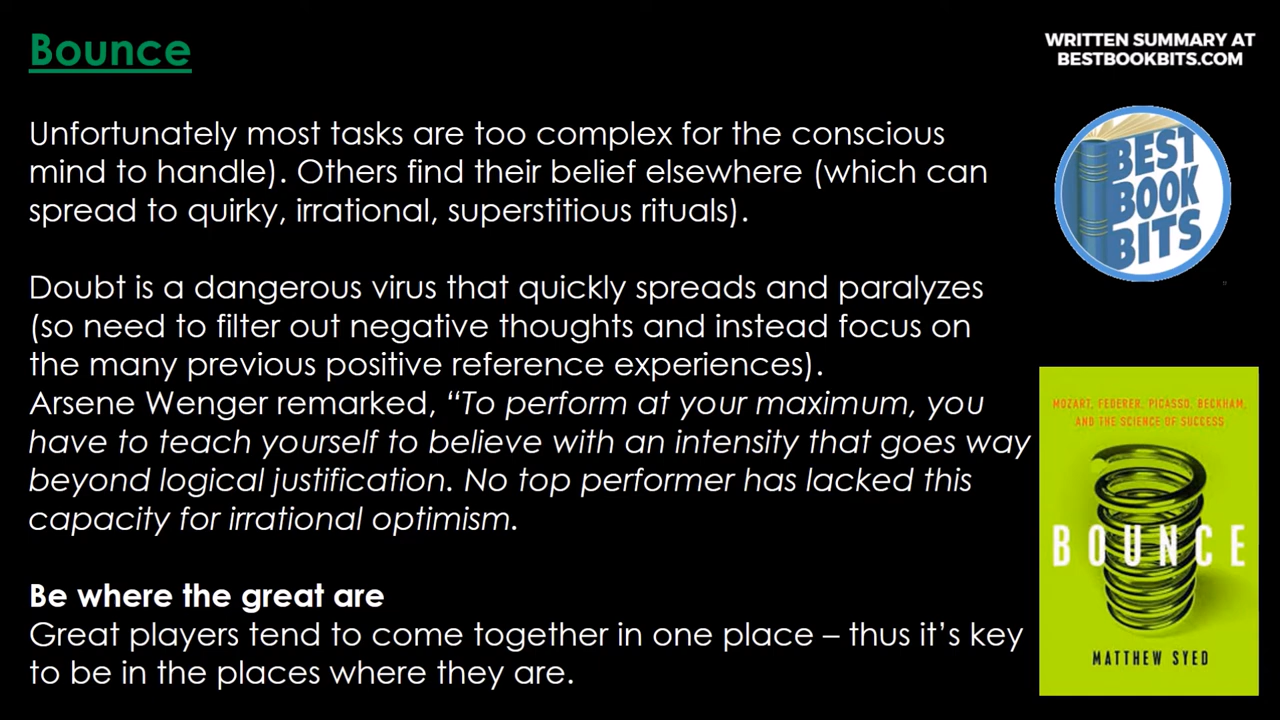 Bounce
WRITTEN SUMMARY AT
BESTBOOKBITS.COM
Unfortunately most tasks are too complex for the conscious
mind to handle). Others find their belief elsewhere (which can
spread to quirky, irrational, superstitious rituals).
BEST
BOOK
BITS
Doubt is a dangerous virus that quickly spreads and paralyzes
(so need to filter out negative thoughts and instead focus on
the many previous positive reference experiences).
Arsene Wenger remarked, “To perform at your maximum, you
have to teach yourself to believe with an intensity that goes way
beyond logical justification. No top performer has lacked this
capacity for irrational optimism.
Be where the great are
Great players tend to come together in one place – thus it’s key
to be in the places where they are.
MOZART, FEDERER, PICASSO, BECKHAM,
AND THE SCIENCE OF SUCCESS
BOUNCE
MATTHEW SYED